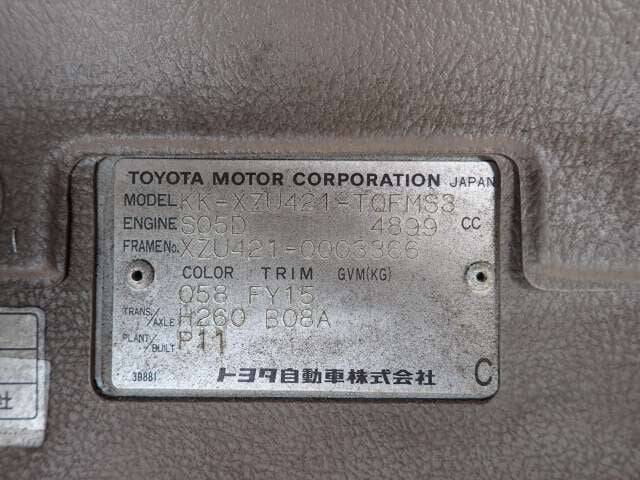 TOYOTA MOTOR CORPORATION JAPAN
MODEL KK-XZU421-TQFMS3
ENGINE S05D 4899 CC
FRAME No. XZU421-0003366
COLOR TRIM GVM(KG)
058 FY15
TRANS./AXLE H260 B08A
PLANT/BUILT P11
39881
トヨタ自動車株式会社
C
社